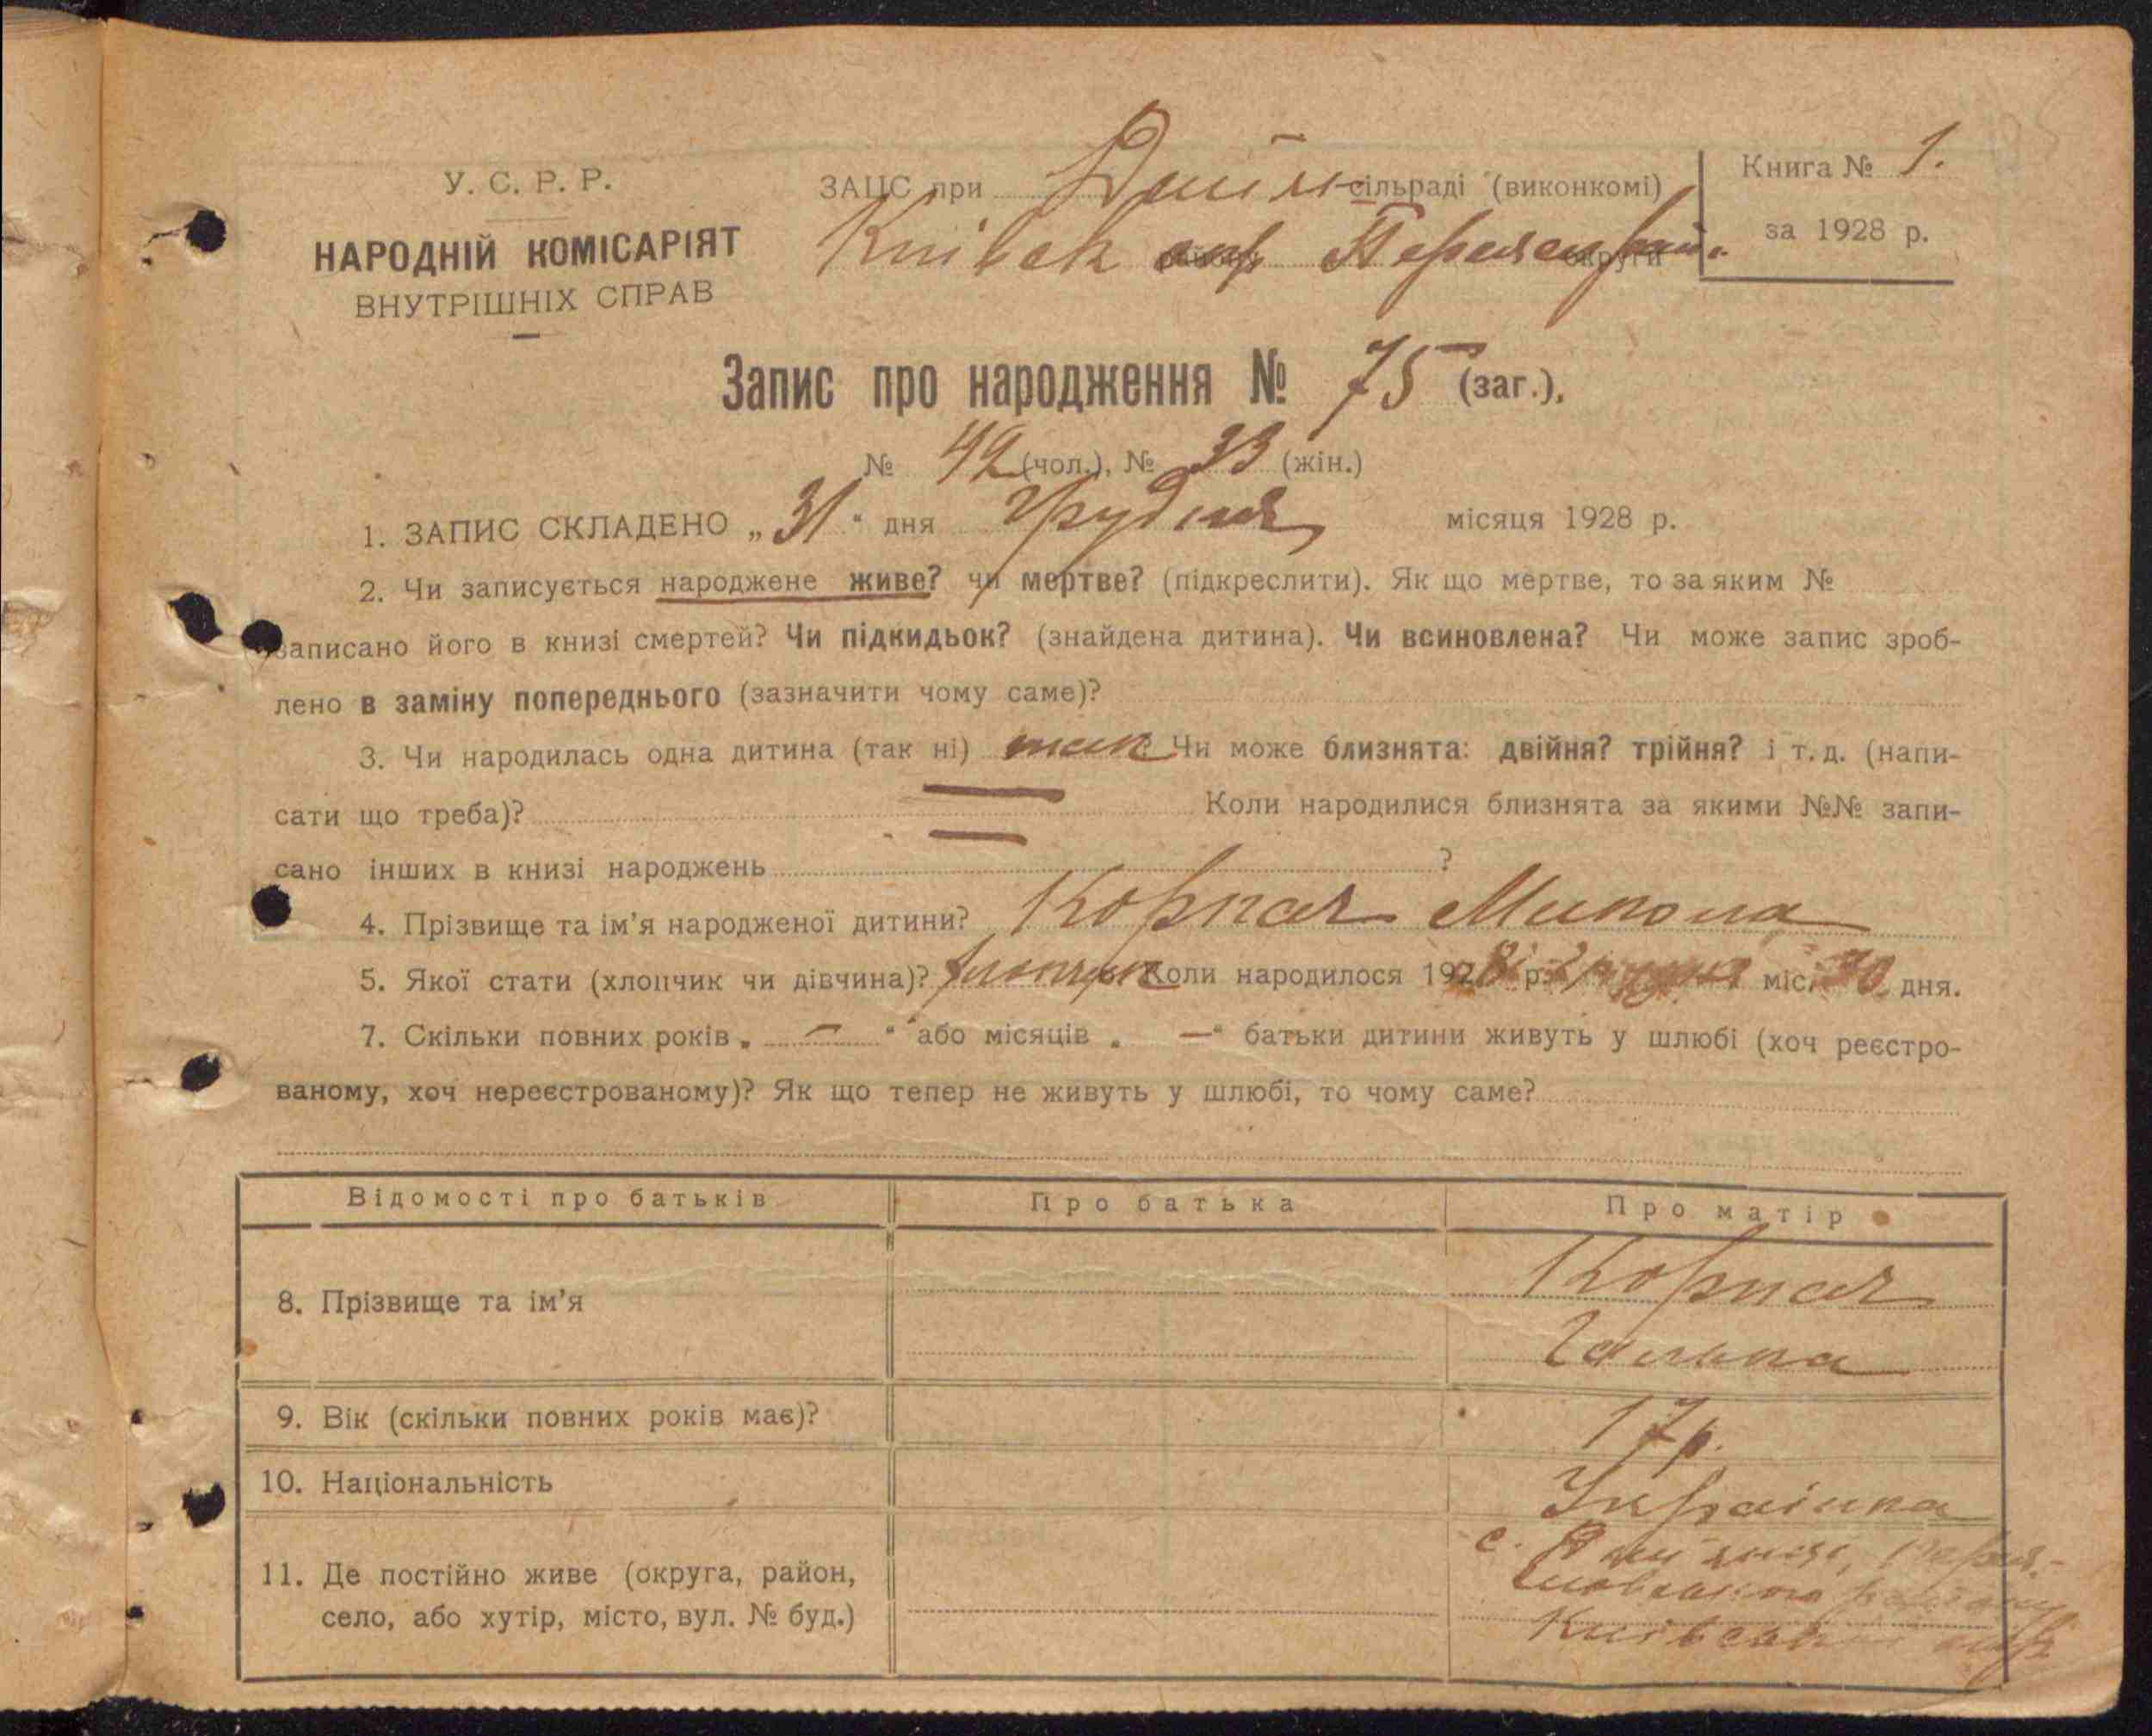 У. С. Р. Р.
НАРОДНІЙ КОМІСАРІЯТ
ВНУТРІШНІХ СПРАВ
ЗАЦС при сільраді (виконкомі)
Київськ окр округи
Книга № 1.
за 1928 р.
Запис про народження № 75 (заг.),
№ 42 (чол.), № 33 (жін.)
1. ЗАПИС СКЛАДЕНО „31“ дня Грудня місяця 1928 р.
2. Чи записується народжене живе? чи мертве? (підкреслити). Як що мертве, то за яким №
записано його в книзі смертей? Чи підкидьок? (знайдена дитина). Чи всиновлена? Чи може запис зроб-
лено в заміну попереднього (зазначити чому саме)?
3. Чи народилась одна дитина (так ні) так Чи може близнята: двійня? трійня? і т. д. (напи-
сати що треба)? — Коли народилися близнята за якими №№ запи-
сано інших в книзі народжень — ?
4. Прізвище та ім’я народженої дитини? Корпач Микола
5. Якої стати (хлопчик чи дівчина)? хлопчик Коли народилося 1928 р. грудня міс. 30 дня.
7. Скільки повних років „ — “ або місяців „ — “ батьки дитини живуть у шлюбі (хоч реєстро-
ваному, хоч нереєстрованому)? Як що тепер не живуть у шлюбі, то чому саме?
Відомості про батьків Про батька Про матір
8. Прізвище та ім’я Корпач
Галька
9. Вік (скільки повних років має)? 17 р.
10. Національність Українка
11. Де постійно живе (округа, район,
село, або хутір, місто, вул. № буд.)
с.
району
Київської окр